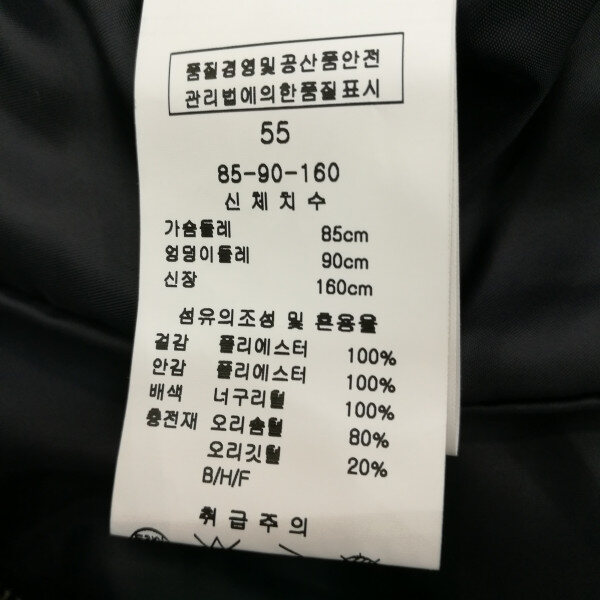 품질경영및공산품안전
관리법에의한품질표시
55
85-90-160
신체치수
가슴둘레 85cm
엉덩이둘레 90cm
신장 160cm
섬유의조성 및 혼용율
겉감 폴리에스터 100%
안감 폴리에스터 100%
배색 너구리털 100%
충전재 오리솜털 80%
오리깃털 20%
B/H/F
취급주의